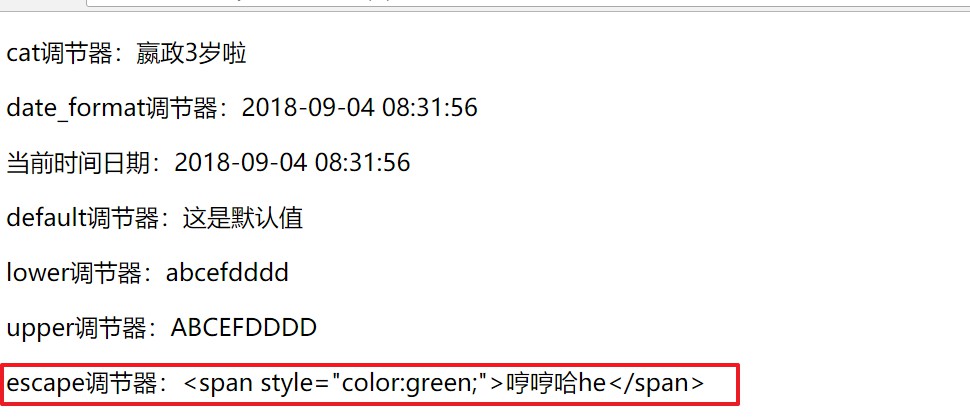 cat调节器：嬴政3岁啦
date_format调节器：2018-09-04 08:31:56
当前时间日期：2018-09-04 08:31:56
default调节器：这是默认值
lower调节器：abcefdddd
upper调节器：ABCEFDDDD
escape调节器：<span style="color:green;">哼哼哈he</span>